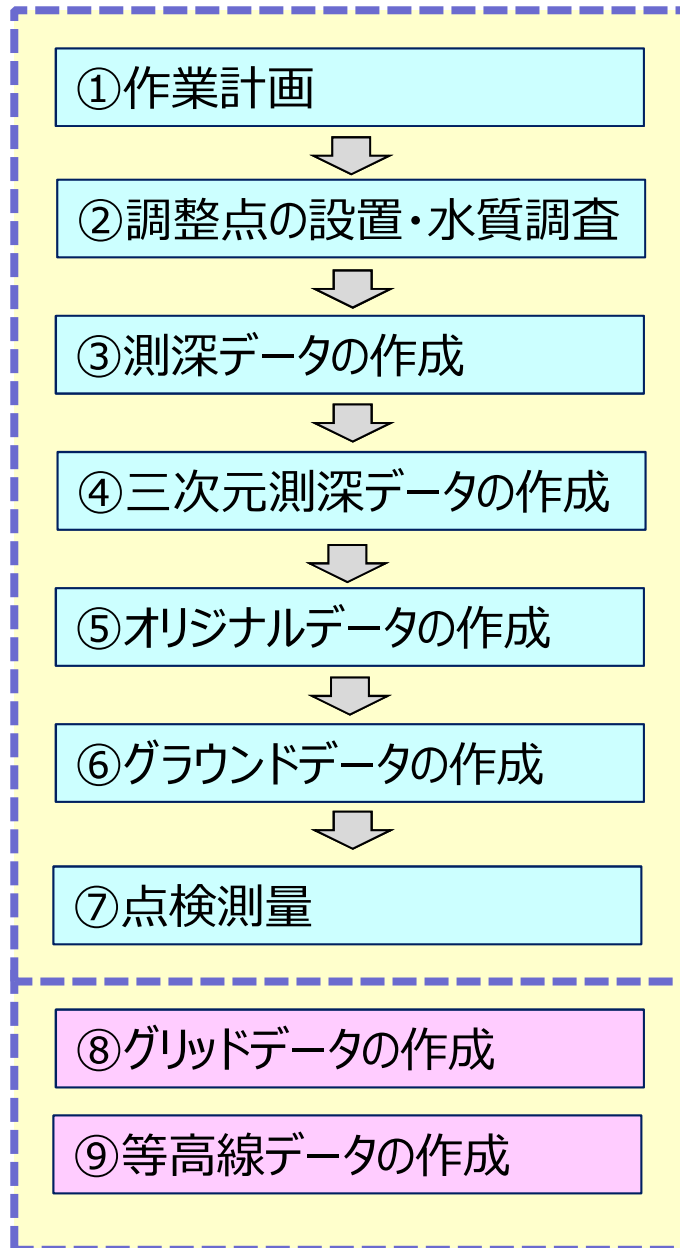 ①作業計画
②調整点の設置・水質調査
③測深データの作成
④三次元測深データの作成
⑤オリジナルデータの作成
⑥グラウンドデータの作成
⑦点検測量
⑧グリッドデータの作成
⑨等高線データの作成